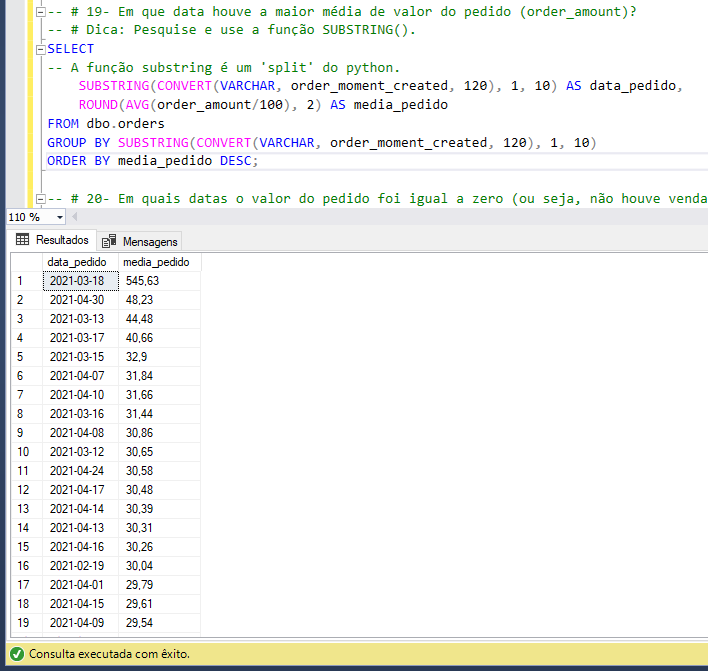 -- # 19- Em que data houve a maior média de valor do pedido (order_amount)?
-- # Dica: Pesquise e use a função SUBSTRING().
SELECT
-- A função substring é um 'split' do python.
SUBSTRING(CONVERT(VARCHAR, order_moment_created, 120), 1, 10) AS data_pedido,
ROUND(AVG(order_amount/100), 2) AS media_pedido
FROM dbo.orders
GROUP BY SUBSTRING(CONVERT(VARCHAR, order_moment_created, 120), 1, 10)
ORDER BY media_pedido DESC;
-- # 20- Em quais datas o valor do pedido foi igual a zero (ou seja, não houve venda
110 %
Resultados Mensagens
data_pedido media_pedido
1 2021-03-18 545,63
2 2021-04-30 48,23
3 2021-03-13 44,48
4 2021-03-17 40,66
5 2021-03-15 32,9
6 2021-04-07 31,84
7 2021-04-10 31,66
8 2021-03-16 31,44
9 2021-04-08 30,86
10 2021-03-12 30,65
11 2021-04-24 30,58
12 2021-04-17 30,48
13 2021-04-14 30,39
14 2021-04-13 30,31
15 2021-04-16 30,26
16 2021-02-19 30,04
17 2021-04-01 29,79
18 2021-04-15 29,61
19 2021-04-09 29,54
Consulta executada com êxito.